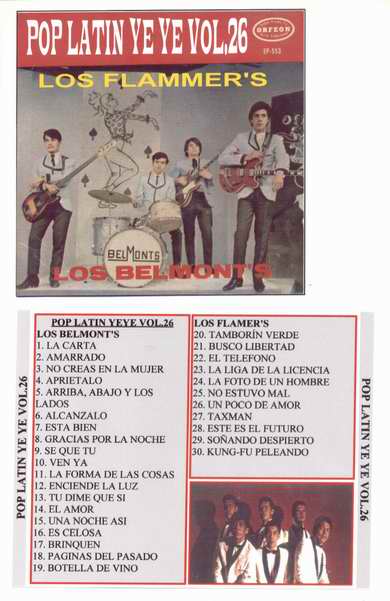 POP LATIN YE YE VOL,26
ORFEON
EP-553
LOS FLAMMER'S
BELMONTS
LOS BELMONT'S
POP LATIN YE YE VOL.26
POP LATIN YEYE VOL.26
LOS BELMONT'S
1. LA CARTA
2. AMARRADO
3. NO CREAS EN LA MUJER
4. APRIETALO
5. ARRIBA, ABAJO Y LOS
LADOS
6. ALCANZALO
7. ESTA BIEN
8. GRACIAS POR LA NOCHE
9. SE QUE TU
10. VEN YA
11. LA FORMA DE LAS COSAS
12. ENCIENDE LA LUZ
13. TU DIME QUE SI
14. EL AMOR
15. UNA NOCHE ASI
16. ES CELOSA
17. BRINQUEN
18. PAGINAS DEL PASADO
19. BOTELLA DE VINO
LOS FLAMER'S
20. TAMBORÍN VERDE
21. BUSCO LIBERTAD
22. EL TELEFONO
23. LA LIGA DE LA LICENCIA
24. LA FOTO DE UN HOMBRE
25. NO ESTUVO MAL
26. UN POCO DE AMOR
27. TAXMAN
28. ESTE ES EL FUTURO
29. SOÑANDO DESPIERTO
30. KUNG-FU PELEANDO
POP LATIN YE YE VOL.26